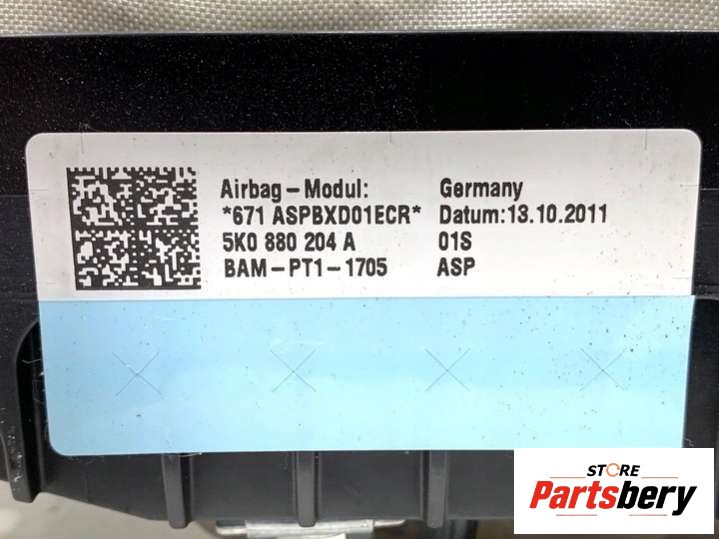 Airbag-Modul: Germany
*671 ASPBXD01ECR* Datum:13.10.2011
5K0 880 204 A 01S
BAM-PT1-1705 ASP
STORE
Partsbery